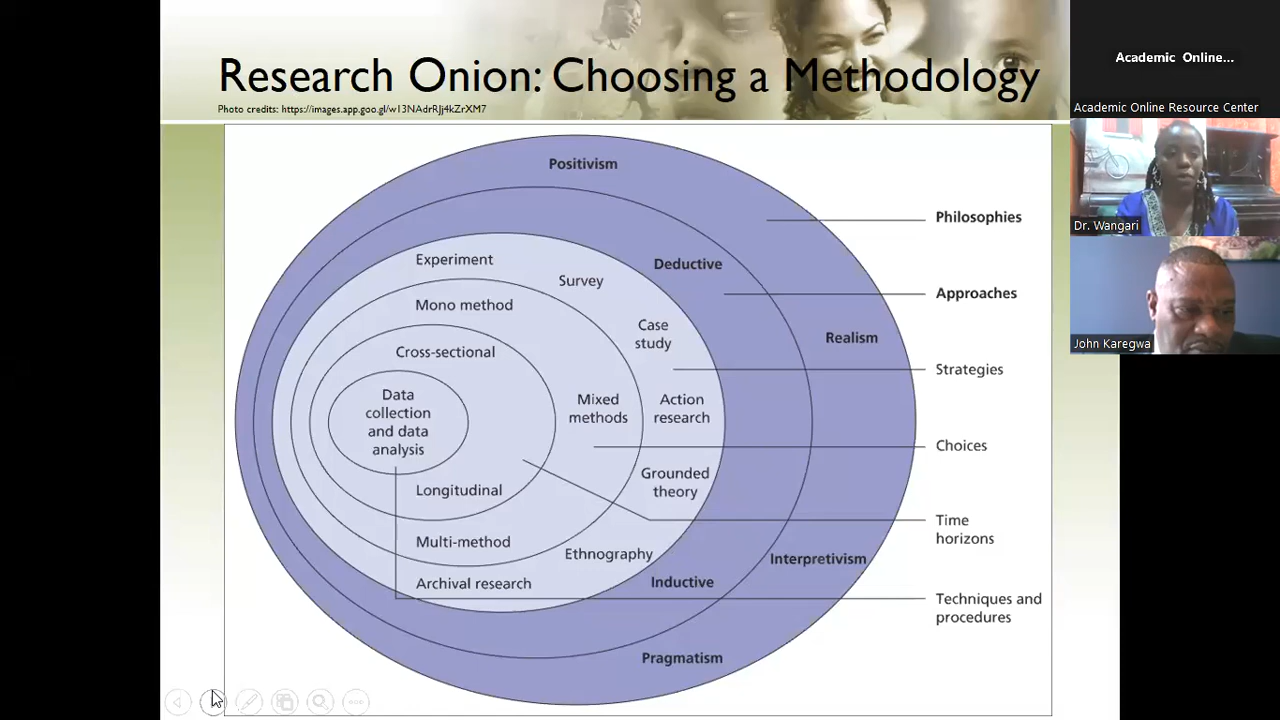 Research Onion: Choosing a Methodology
Photo credits: https://images.app.goo.gl/w13NAdrRJj4kZrXM7
Academic Online...
Academic Online Resource Center
Dr. Wangari
John Karegwa
Positivism
Philosophies
Experiment
Deductive
Survey
Approaches
Mono method
Case
study
Realism
Cross-sectional
Strategies
Data
collection
and data
analysis
Mixed
methods
Action
research
Choices
Grounded
theory
Longitudinal
Time
horizons
Multi-method
Ethnography
Interpretivism
Archival research
Inductive
Techniques and
procedures
Pragmatism